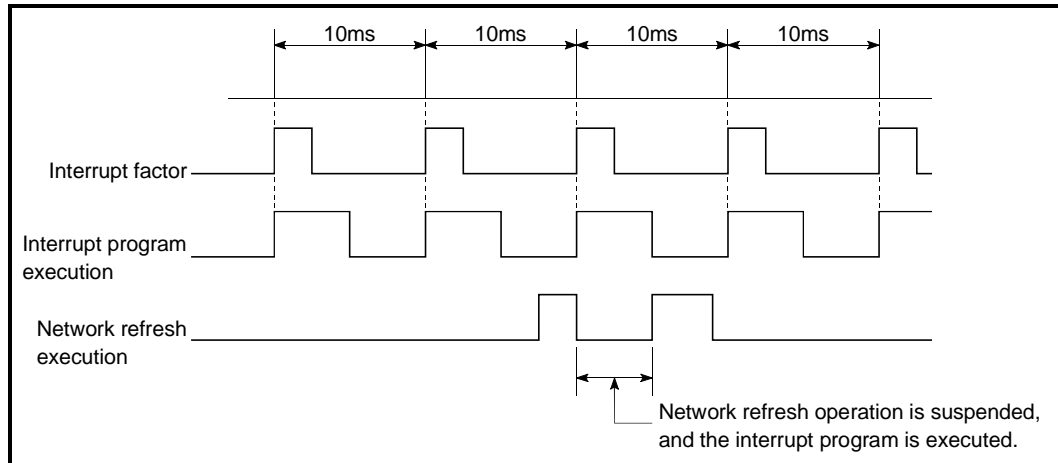 10ms 10ms 10ms 10ms
Interrupt factor
Interrupt program
execution
Network refresh
execution
Network refresh operation is suspended,
and the interrupt program is executed.